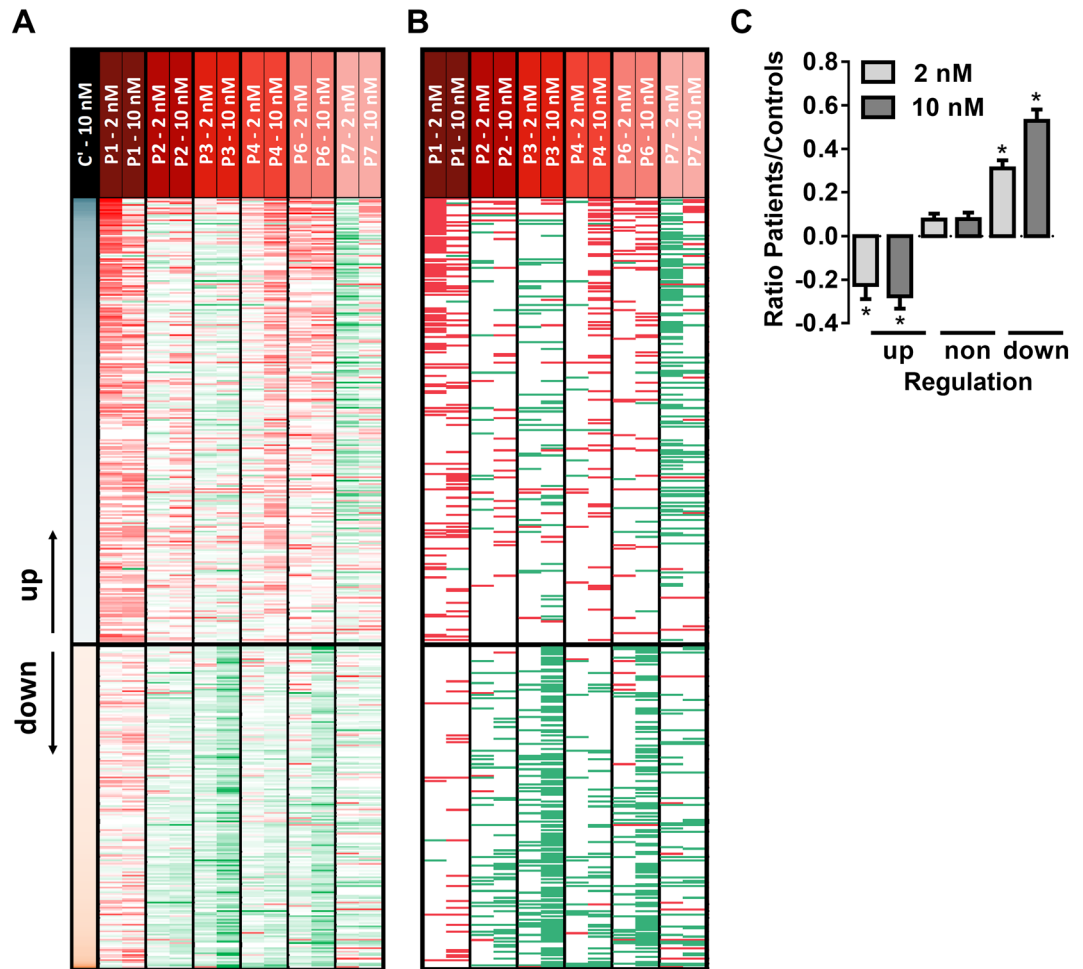 A
C' - 10 nM
P1 - 2 nM
P1 - 10 nM
P2 - 2 nM
P2 - 10 nM
P3 - 2 nM
P3 - 10 nM
P4 - 2 nM
P4 - 10 nM
P6 - 2 nM
P6 - 10 nM
P7 - 2 nM
P7 - 10 nM
up
down
B
P1 - 2 nM
P1 - 10 nM
P2 - 2 nM
P2 - 10 nM
P3 - 2 nM
P3 - 10 nM
P4 - 2 nM
P4 - 10 nM
P6 - 2 nM
P6 - 10 nM
P7 - 2 nM
P7 - 10 nM
C
Ratio Patients/Controls
0.8
0.6
0.4
0.2
0.0
-0.2
-0.4
2 nM
10 nM
*
*
*
*
up non down
Regulation